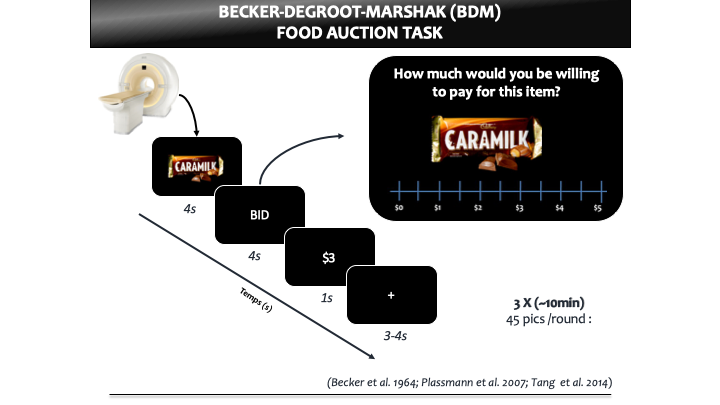 BECKER-DEGROOT-MARSHAK (BDM)
FOOD AUCTION TASK
How much would you be willing
to pay for this item?
CARAMILK
$0 $1 $2 $3 $4 $5
CARAMILK
4s
BID
4s
$3
1s
+
3-4s
Temps (s)
3 X (~10min)
45 pics /round :
(Becker et al. 1964; Plassmann et al. 2007; Tang et al. 2014)